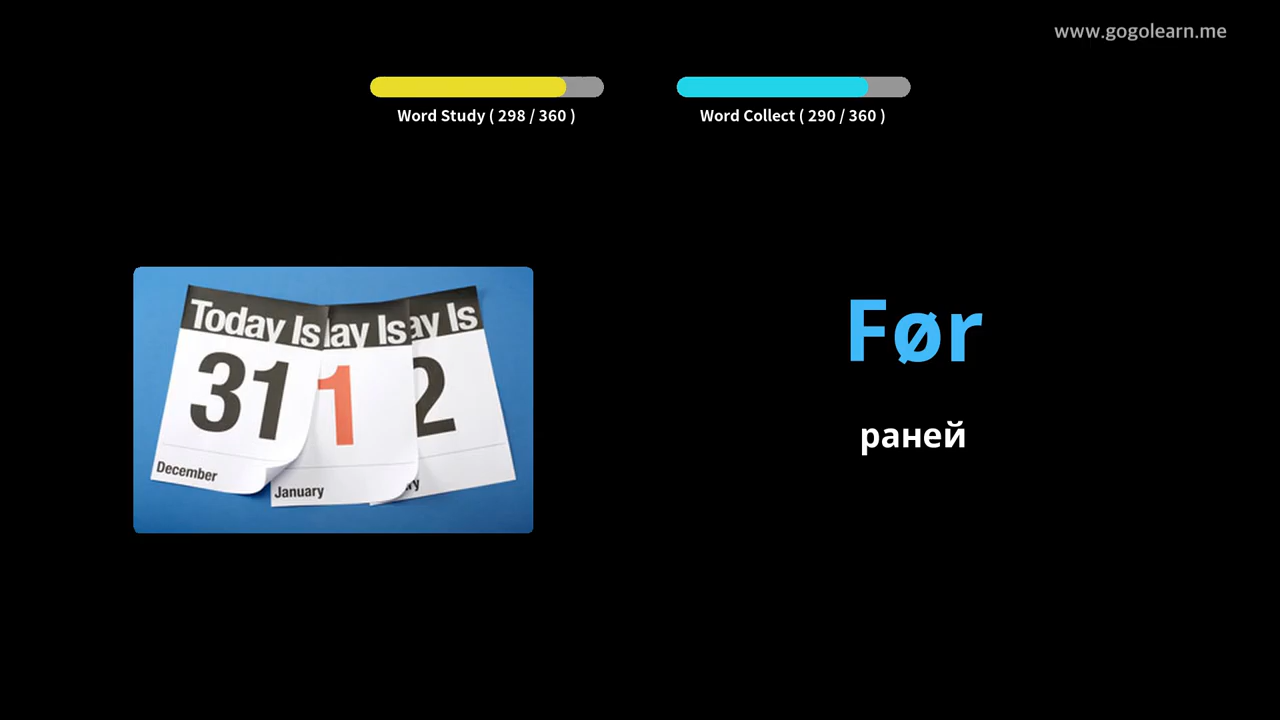 www.gogolearn.me
Word Study ( 298 / 360 )
Word Collect ( 290 / 360 )
Today Is
ay Is
ay Is
31
1
2
December
January
ry
Før
раней